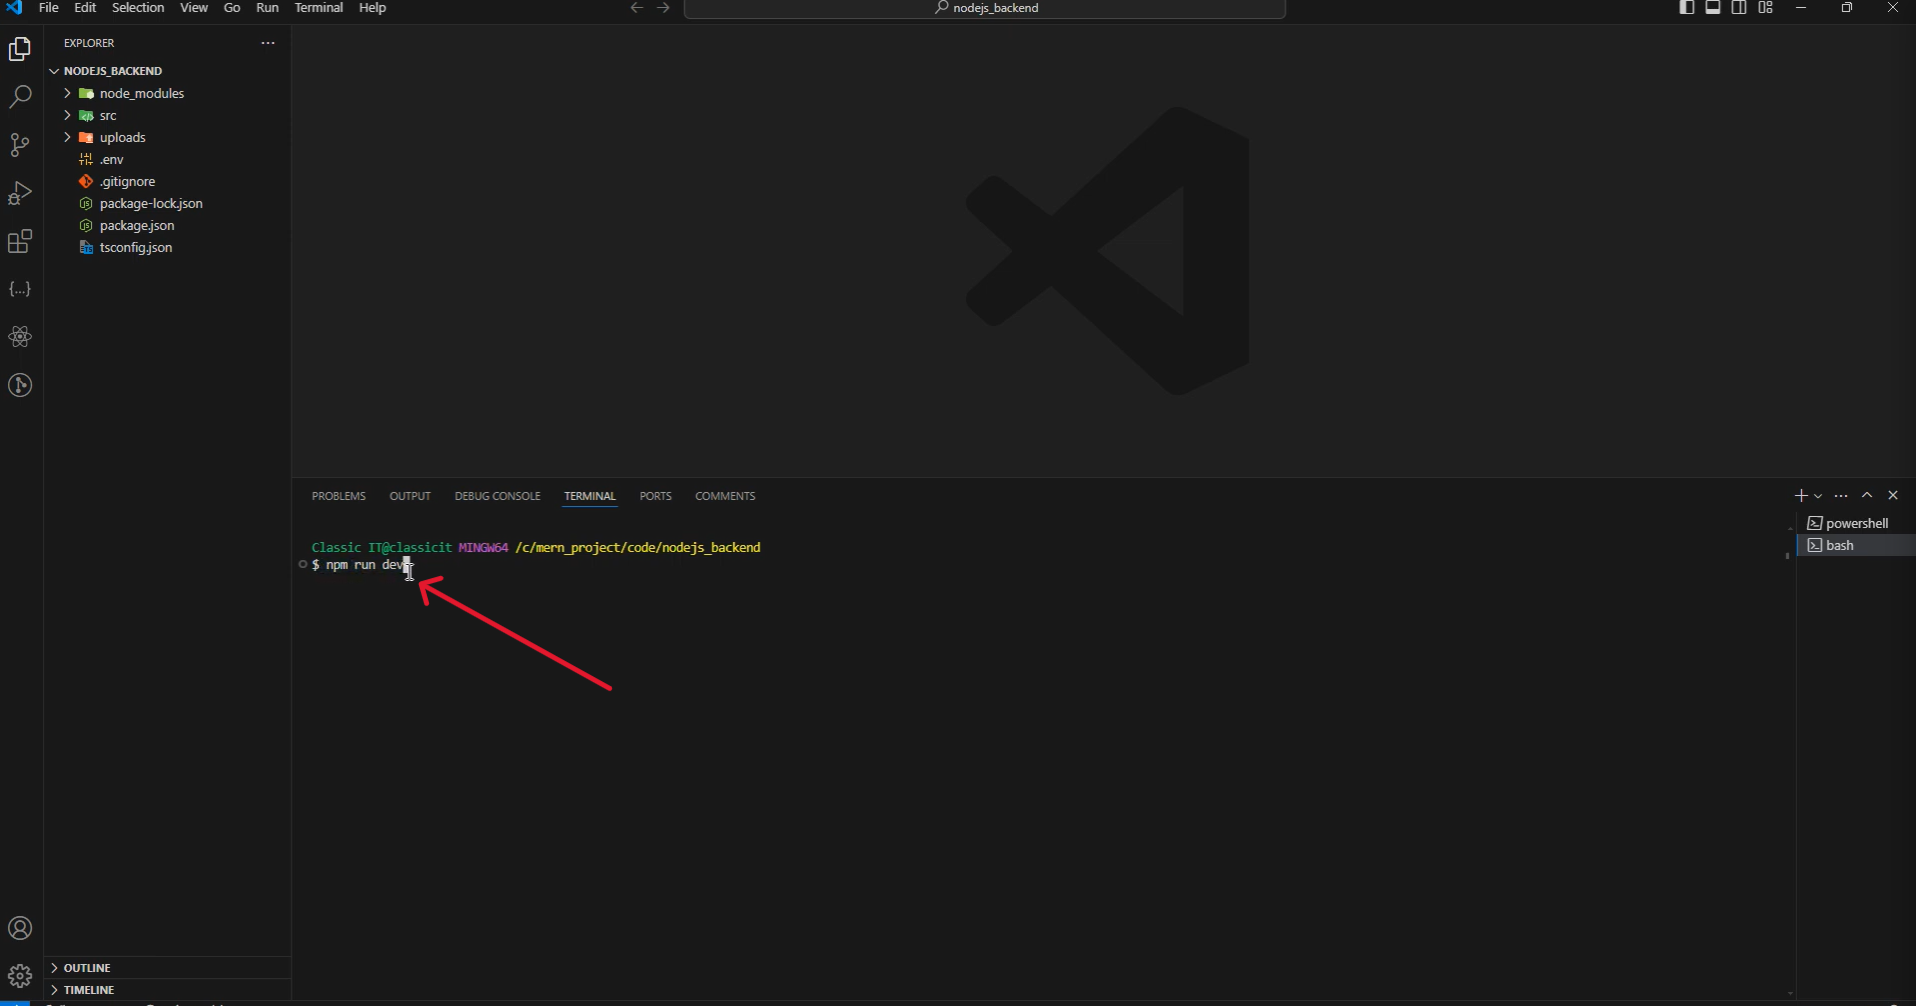 File Edit Selection View Go Run Terminal Help
nodejs_backend
EXPLORER
NODEJS_BACKEND
node_modules
src
uploads
.env
.gitignore
package-lock.json
package.json
tsconfig.json
OUTLINE
TIMELINE
PROBLEMS OUTPUT DEBUG CONSOLE TERMINAL PORTS COMMENTS
Classic IT@classicit MINGW64 /c/mern_project/code/nodejs_backend
$ npm run dev
powershell
bash